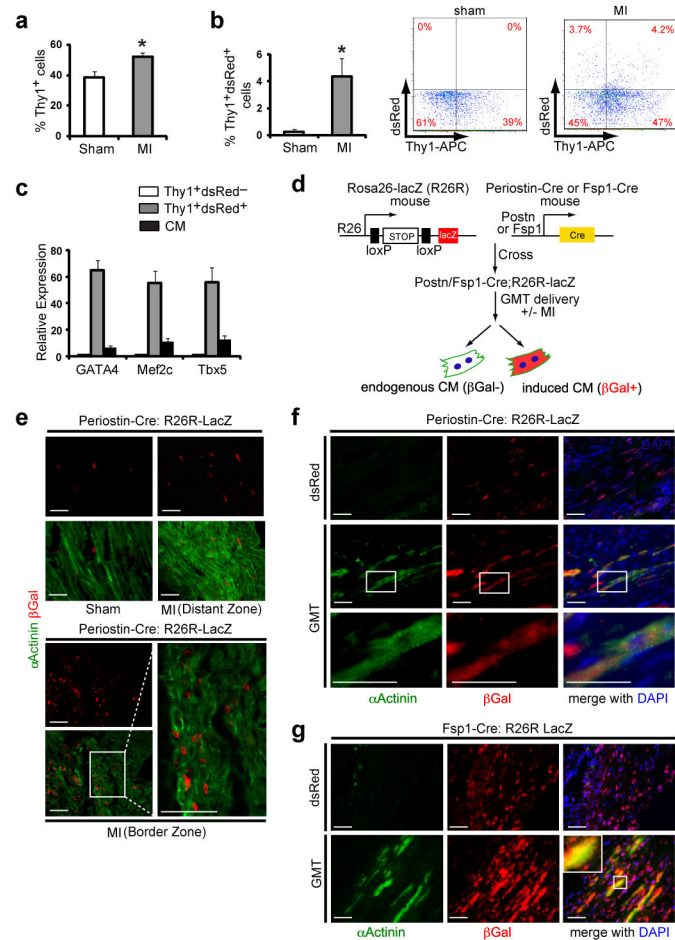 a
% Thy1⁺ cells
60
40
20
0
Sham
MI
*
b
% Thy1⁺dsRed⁺
cells
6
4
2
0
Sham
MI
*
sham
0%
0%
61%
39%
dsRed
Thy1-APC
MI
3.7%
4.2%
45%
47%
dsRed
Thy1-APC
c
Thy1⁺dsRed⁻
Thy1⁺dsRed⁺
CM
Relative Expression
80
60
40
20
0
GATA4
Mef2c
Tbx5
d
Rosa26-lacZ (R26R)
mouse
R26
STOP
lacZ
loxP
loxP
Periostin-Cre or Fsp1-Cre
mouse
Postn
or Fsp1
Cre
Cross
Postn/Fsp1-Cre;R26R-lacZ
GMT delivery
+/- MI
endogenous CM (βGal-)
induced CM (βGal+)
e
Periostin-Cre: R26R-LacZ
αActinin βGal
Sham
MI (Distant Zone)
Periostin-Cre: R26R-LacZ
MI (Border Zone)
f
Periostin-Cre: R26R-LacZ
dsRed
DAPI
GMT
αActinin
βGal
merge with DAPI
g
Fsp1-Cre: R26R LacZ
dsRed
GMT
αActinin
βGal
merge with DAPI